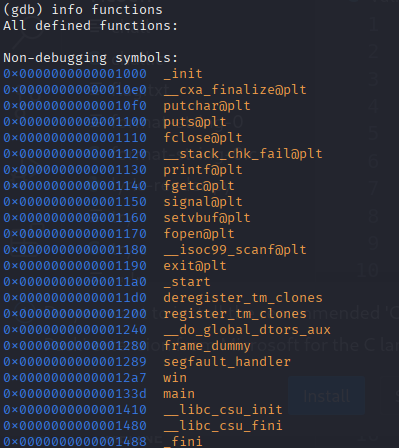 (gdb) info functions
All defined functions:

Non-debugging symbols:
0x0000000000001000  _init
0x00000000000010e0  __cxa_finalize@plt
0x00000000000010f0  putchar@plt
0x0000000000001100  puts@plt
0x0000000000001110  fclose@plt
0x0000000000001120  __stack_chk_fail@plt
0x0000000000001130  printf@plt
0x0000000000001140  fgetc@plt
0x0000000000001150  signal@plt
0x0000000000001160  setvbuf@plt
0x0000000000001170  fopen@plt
0x0000000000001180  __isoc99_scanf@plt
0x0000000000001190  exit@plt
0x00000000000011a0  _start
0x00000000000011d0  deregister_tm_clones
0x0000000000001200  register_tm_clones
0x0000000000001240  __do_global_dtors_aux
0x0000000000001280  frame_dummy
0x0000000000001289  segfault_handler
0x00000000000012a7  win
0x000000000000133d  main
0x0000000000001410  __libc_csu_init
0x0000000000001480  __libc_csu_fini
0x0000000000001488  _fini
Install